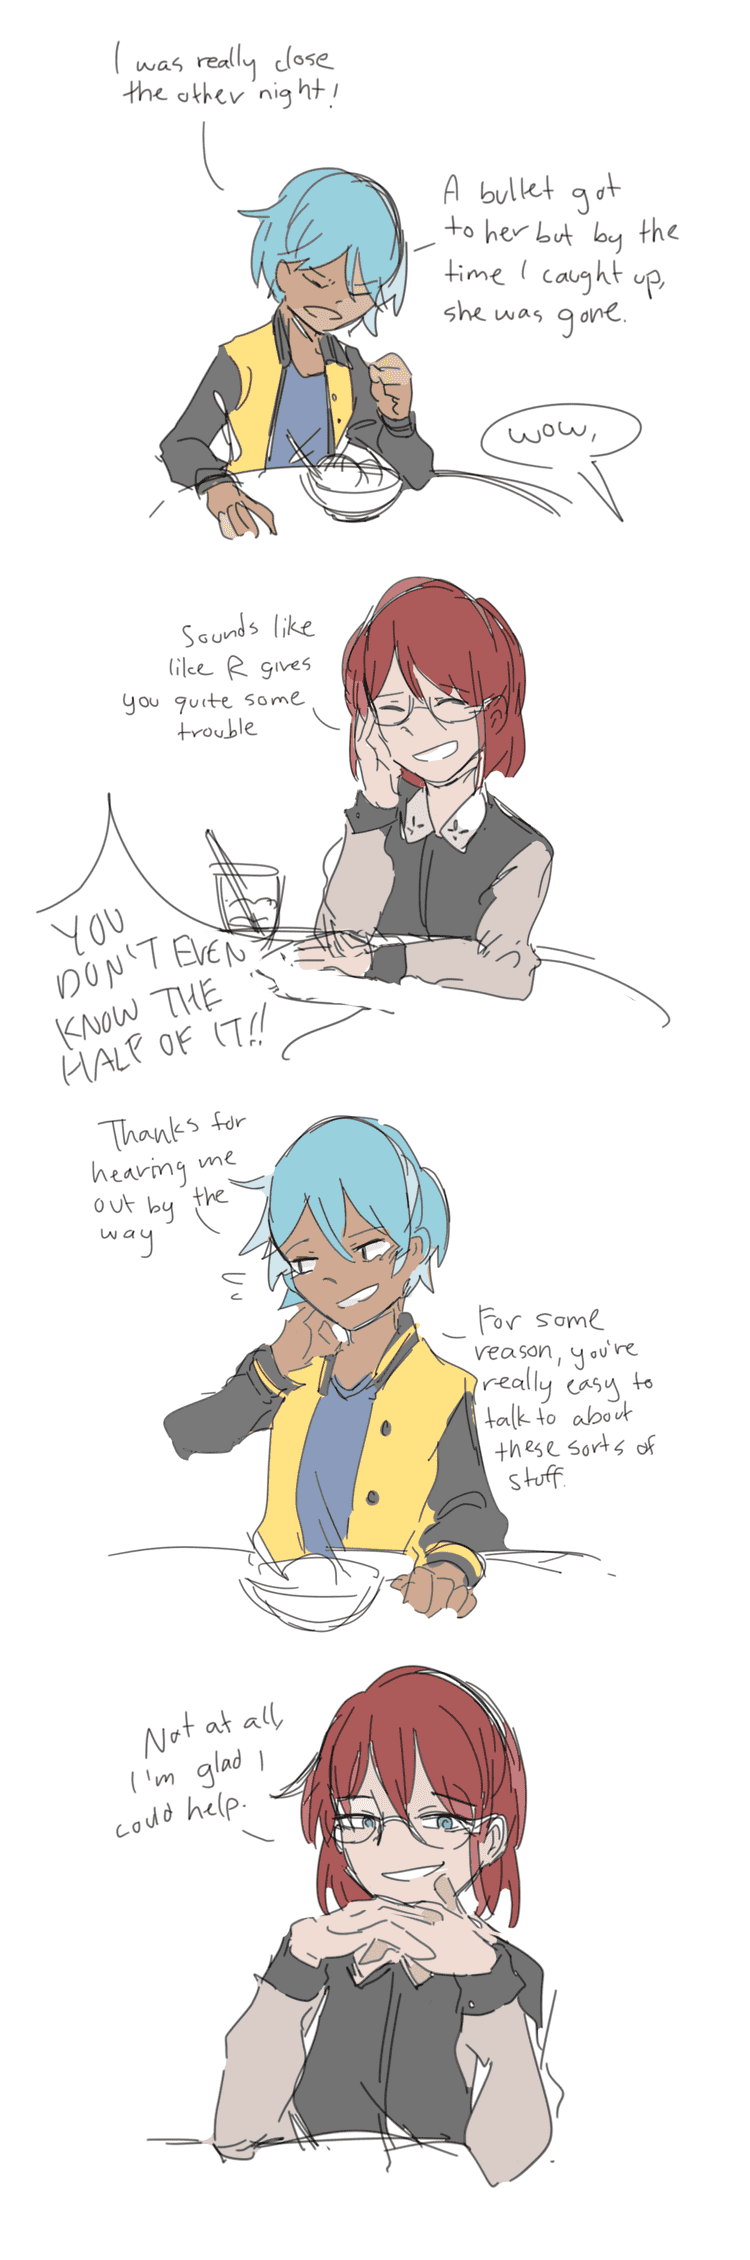 I was really close
the other night!
A bullet got
to her but by the
time I caught up,
she was gone.
wow,
Sounds like
like R gives
you quite some
trouble
YOU
DON'T EVEN
KNOW THE
HALF OF IT!!
Thanks for
hearing me
out by the
way
For some
reason, you're
really easy to
talk to about
these sorts of
stuff.
Not at all,
I'm glad I
could help.